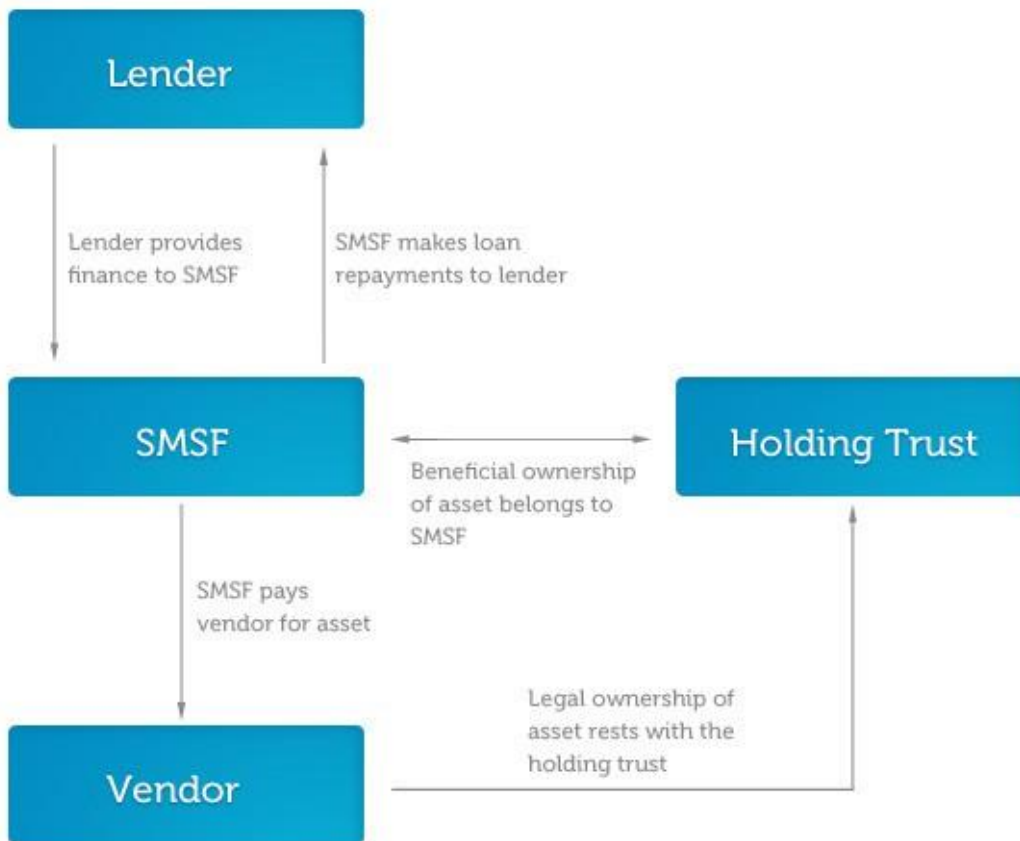 Lender
Lender provides
finance to SMSF
SMSF makes loan
repayments to lender
SMSF
Holding Trust
Beneficial ownership
of asset belongs to
SMSF
SMSF pays
vendor for asset
Legal ownership of
asset rests with the
holding trust
Vendor